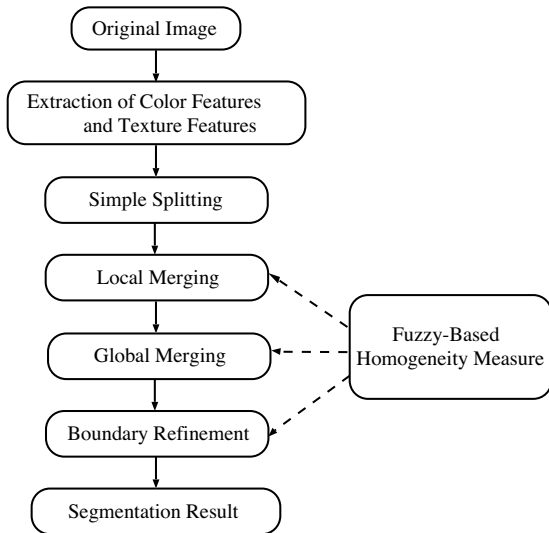 Original Image
Extraction of Color Features
and Texture Features
Simple Splitting
Local Merging
Global Merging
Boundary Refinement
Segmentation Result
Fuzzy-Based
Homogeneity Measure